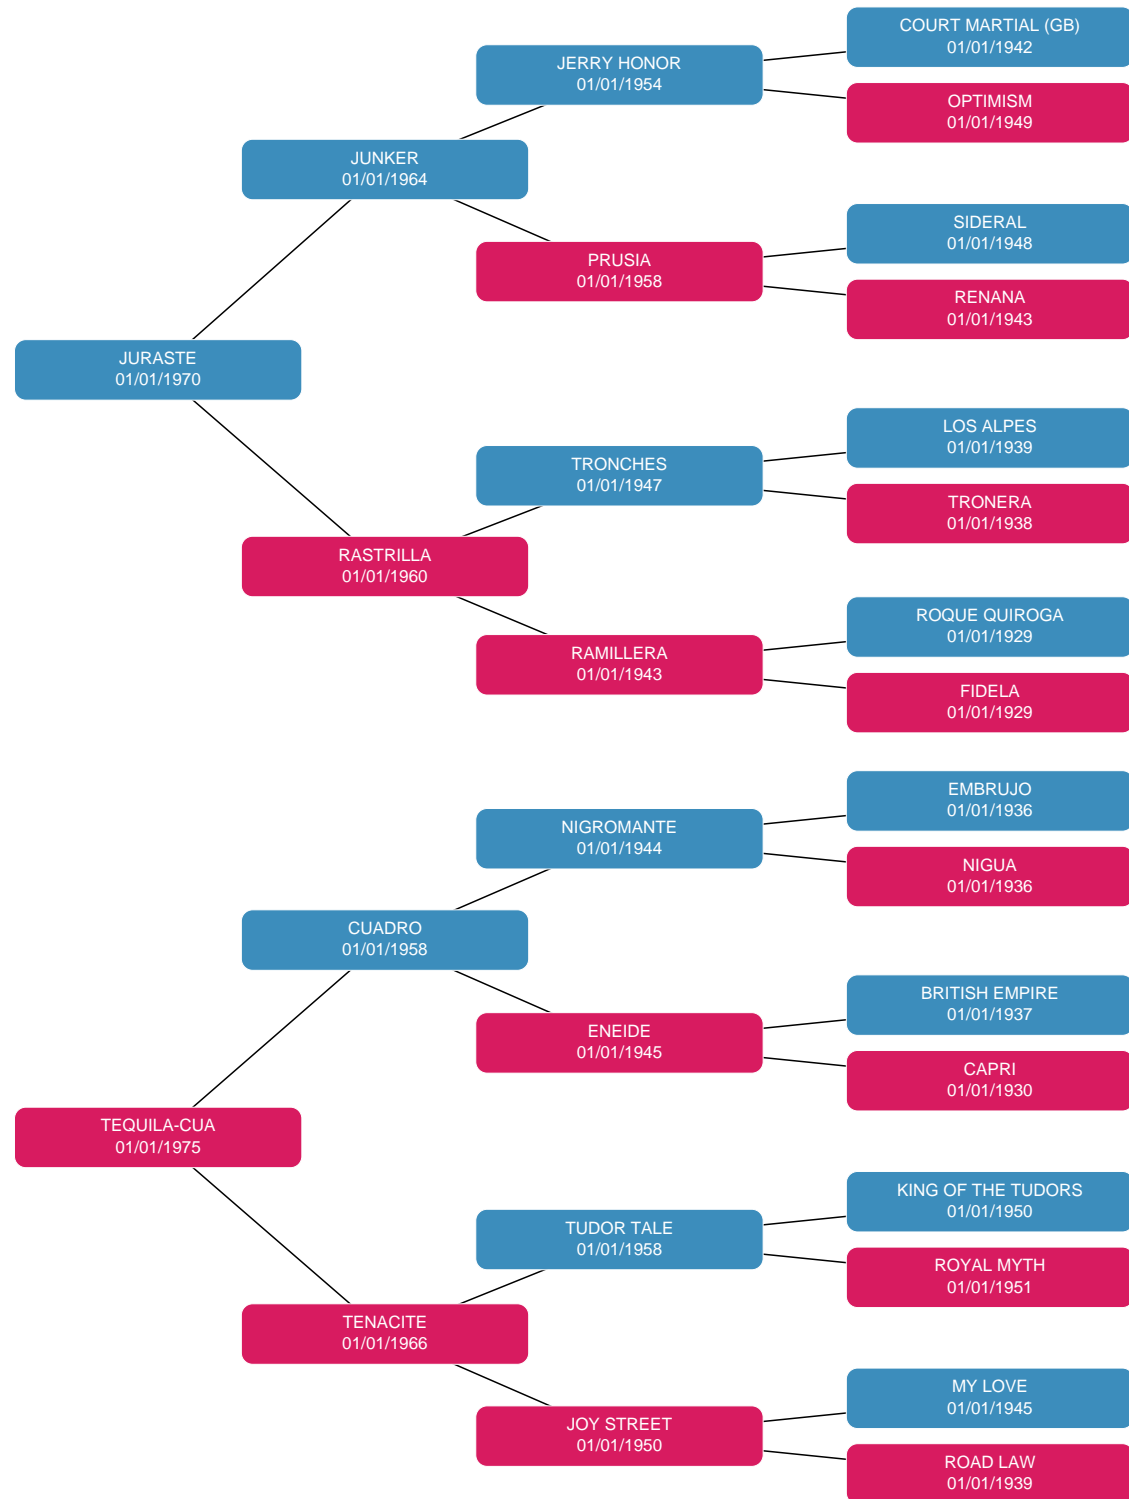 COURT MARTIAL (GB)
01/01/1942
JERRY HONOR
01/01/1954
OPTIMISM
01/01/1949
JUNKER
01/01/1964
SIDERAL
01/01/1948
PRUSIA
01/01/1958
RENANA
01/01/1943
JURASTE
01/01/1970
LOS ALPES
01/01/1939
TRONCHES
01/01/1947
TRONERA
01/01/1938
RASTRILLA
01/01/1960
ROQUE QUIROGA
01/01/1929
RAMILLERA
01/01/1943
FIDELA
01/01/1929
EMBRUJO
01/01/1936
NIGROMANTE
01/01/1944
NIGUA
01/01/1936
CUADRO
01/01/1958
BRITISH EMPIRE
01/01/1937
ENEIDE
01/01/1945
CAPRI
01/01/1930
TEQUILA-CUA
01/01/1975
KING OF THE TUDORS
01/01/1950
TUDOR TALE
01/01/1958
ROYAL MYTH
01/01/1951
TENACITE
01/01/1966
MY LOVE
01/01/1945
JOY STREET
01/01/1950
ROAD LAW
01/01/1939